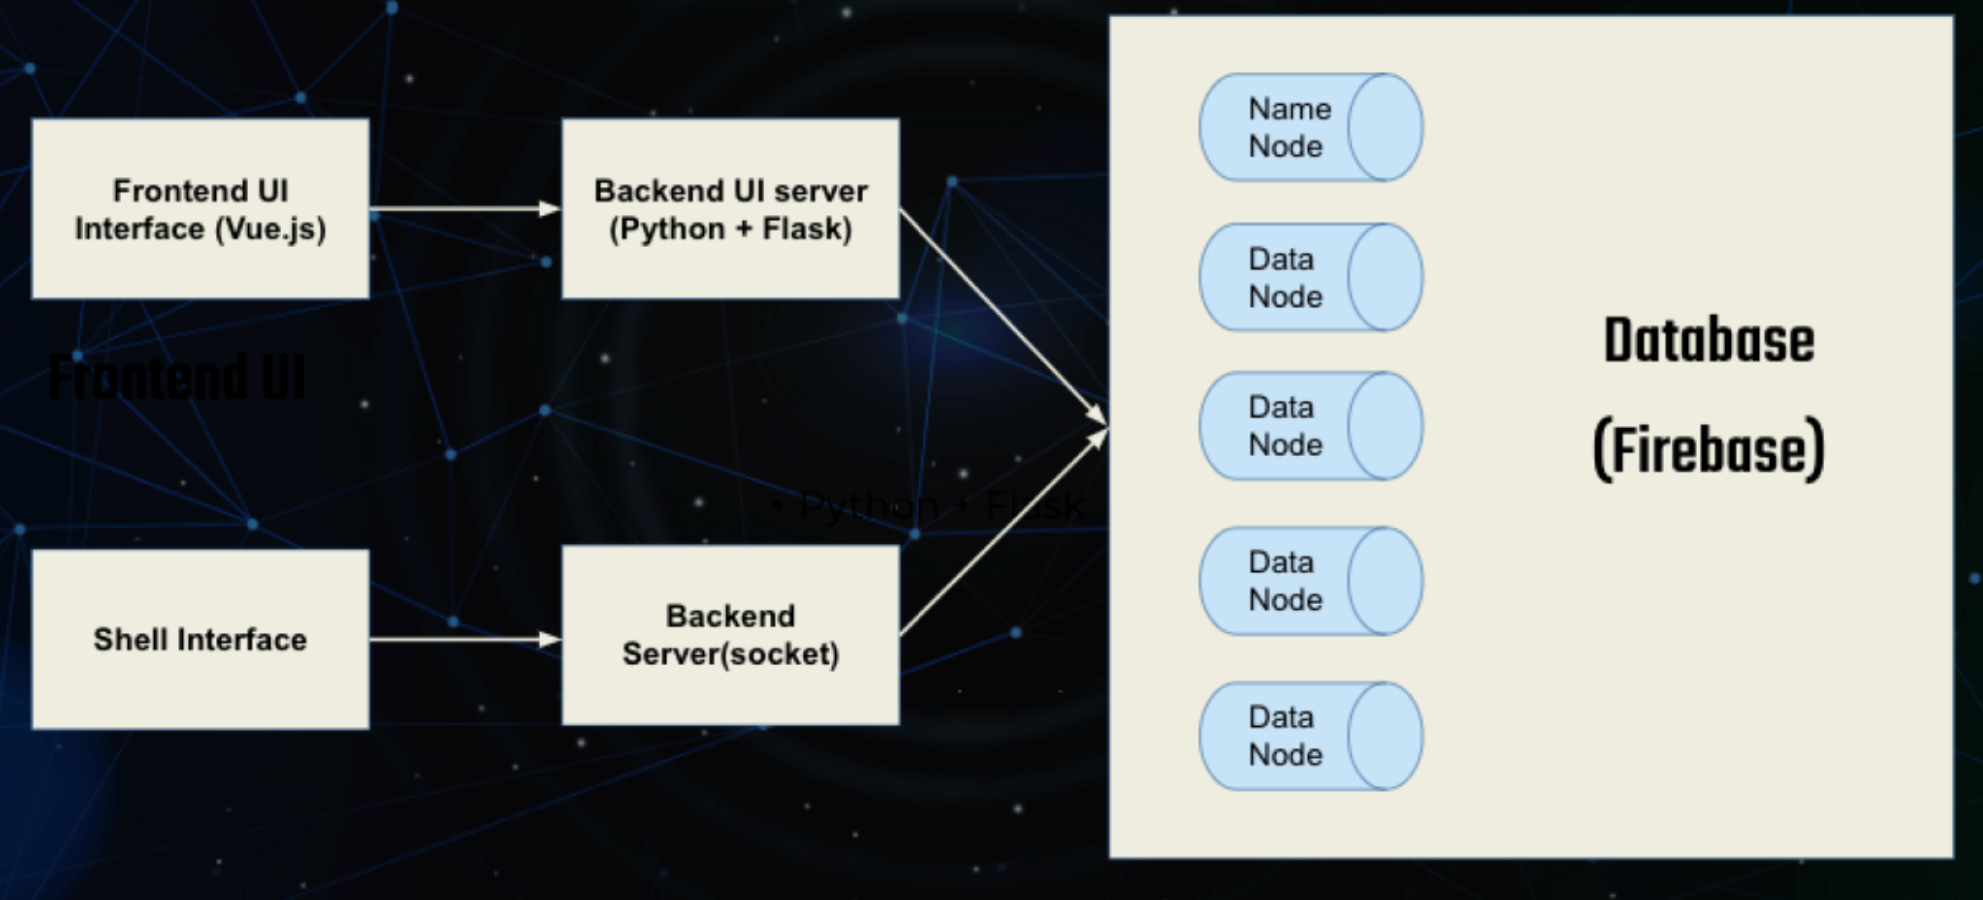 Frontend UI
Interface (Vue.js)
Backend UI server
(Python + Flask)
Frontend UI
• Python + Flask
Shell Interface
Backend
Server(socket)
Name
Node
Data
Node
Data
Node
Data
Node
Data
Node
Database
(Firebase)